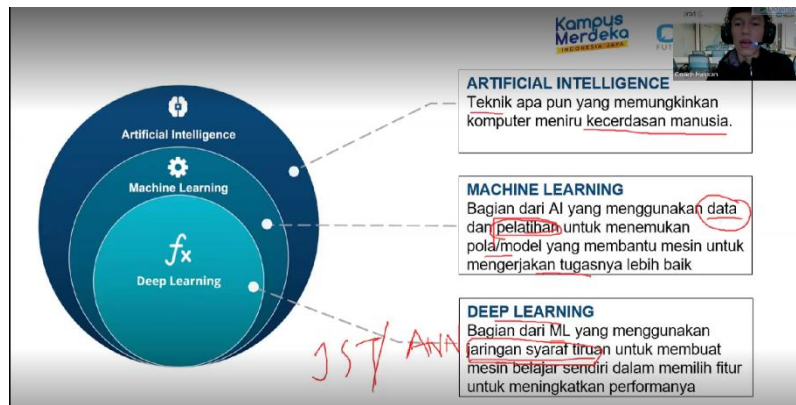 Kampus
Merdeka
INDONESIA JAYA
Artificial Intelligence
Machine Learning
fx
Deep Learning
ARTIFICIAL INTELLIGENCE
Teknik apa pun yang memungkinkan
komputer meniru kecerdasan manusia.
MACHINE LEARNING
Bagian dari AI yang menggunakan data
dan pelatihan untuk menemukan
pola/model yang membantu mesin untuk
mengerjakan tugasnya lebih baik
DEEP LEARNING
Bagian dari ML yang menggunakan
jaringan syaraf tiruan untuk membuat
mesin belajar sendiri dalam memilih fitur
untuk meningkatkan performanya
JST/ ANN